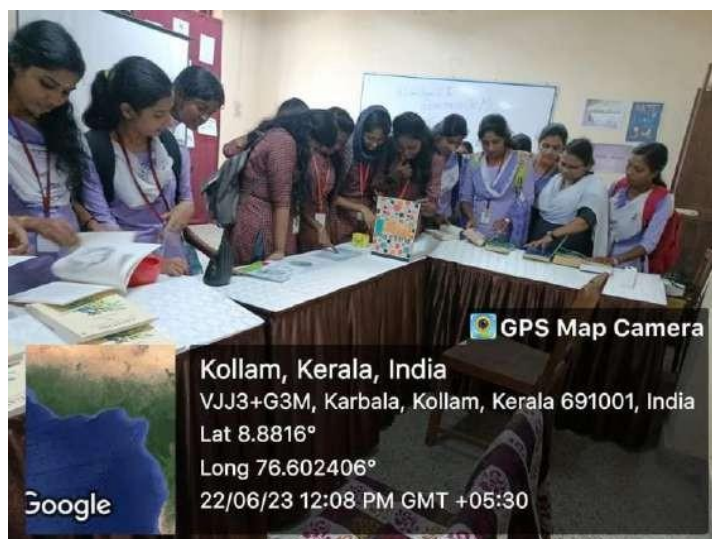 GPS Map Camera
Kollam, Kerala, India
VJJ3+G3M, Karbala, Kollam, Kerala 691001, India
Lat 8.8816°
Long 76.602406°
22/06/23 12:08 PM GMT +05:30
Google